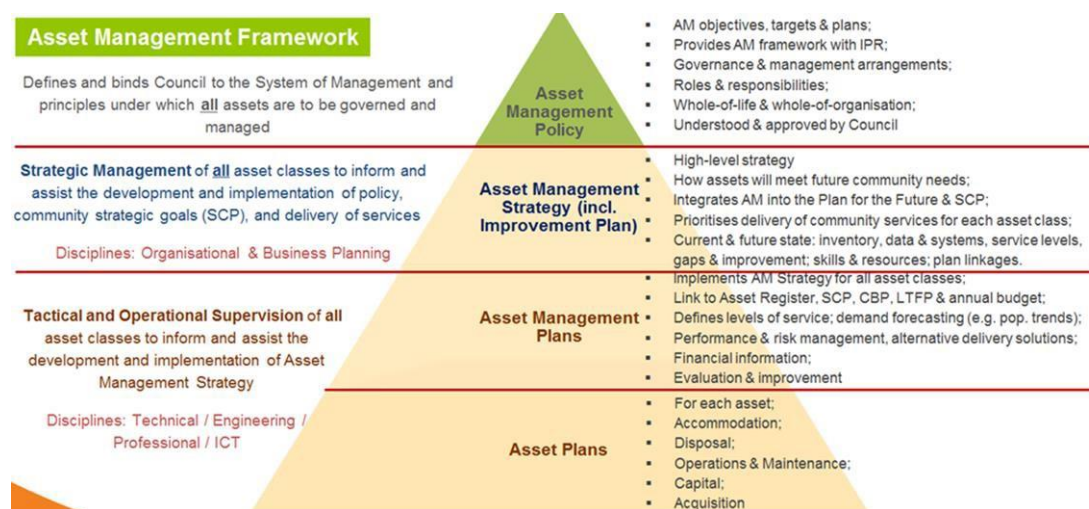 Asset Management Framework
Defines and binds Council to the System of Management and
principles under which all assets are to be governed and
managed
Asset
Management
Policy
▪ AM objectives, targets & plans;
▪ Provides AM framework with IPR;
▪ Governance & management arrangements;
▪ Roles & responsibilities;
▪ Whole-of-life & whole-of-organisation;
▪ Understood & approved by Council
Strategic Management of all asset classes to inform and
assist the development and implementation of policy,
community strategic goals (SCP), and delivery of services
Disciplines: Organisational & Business Planning
Asset Management
Strategy (incl.
Improvement Plan)
▪ High-level strategy
▪ How assets will meet future community needs;
▪ Integrates AM into the Plan for the Future & SCP;
▪ Prioritises delivery of community services for each asset class;
▪ Current & future state: inventory, data & systems, service levels,
gaps & improvement; skills & resources; plan linkages.
Tactical and Operational Supervision of all
asset classes to inform and assist the
development and implementation of Asset
Management Strategy
Disciplines: Technical / Engineering /
Professional / ICT
Asset Management
Plans
▪ Implements AM Strategy for all asset classes;
▪ Link to Asset Register, SCP, CBP, LTFP & annual budget;
▪ Defines levels of service; demand forecasting (e.g. pop. trends);
▪ Performance & risk management, alternative delivery solutions;
▪ Financial information;
▪ Evaluation & improvement
Asset Plans
▪ For each asset;
▪ Accommodation;
▪ Disposal;
▪ Operations & Maintenance;
▪ Capital;
▪ Acquisition